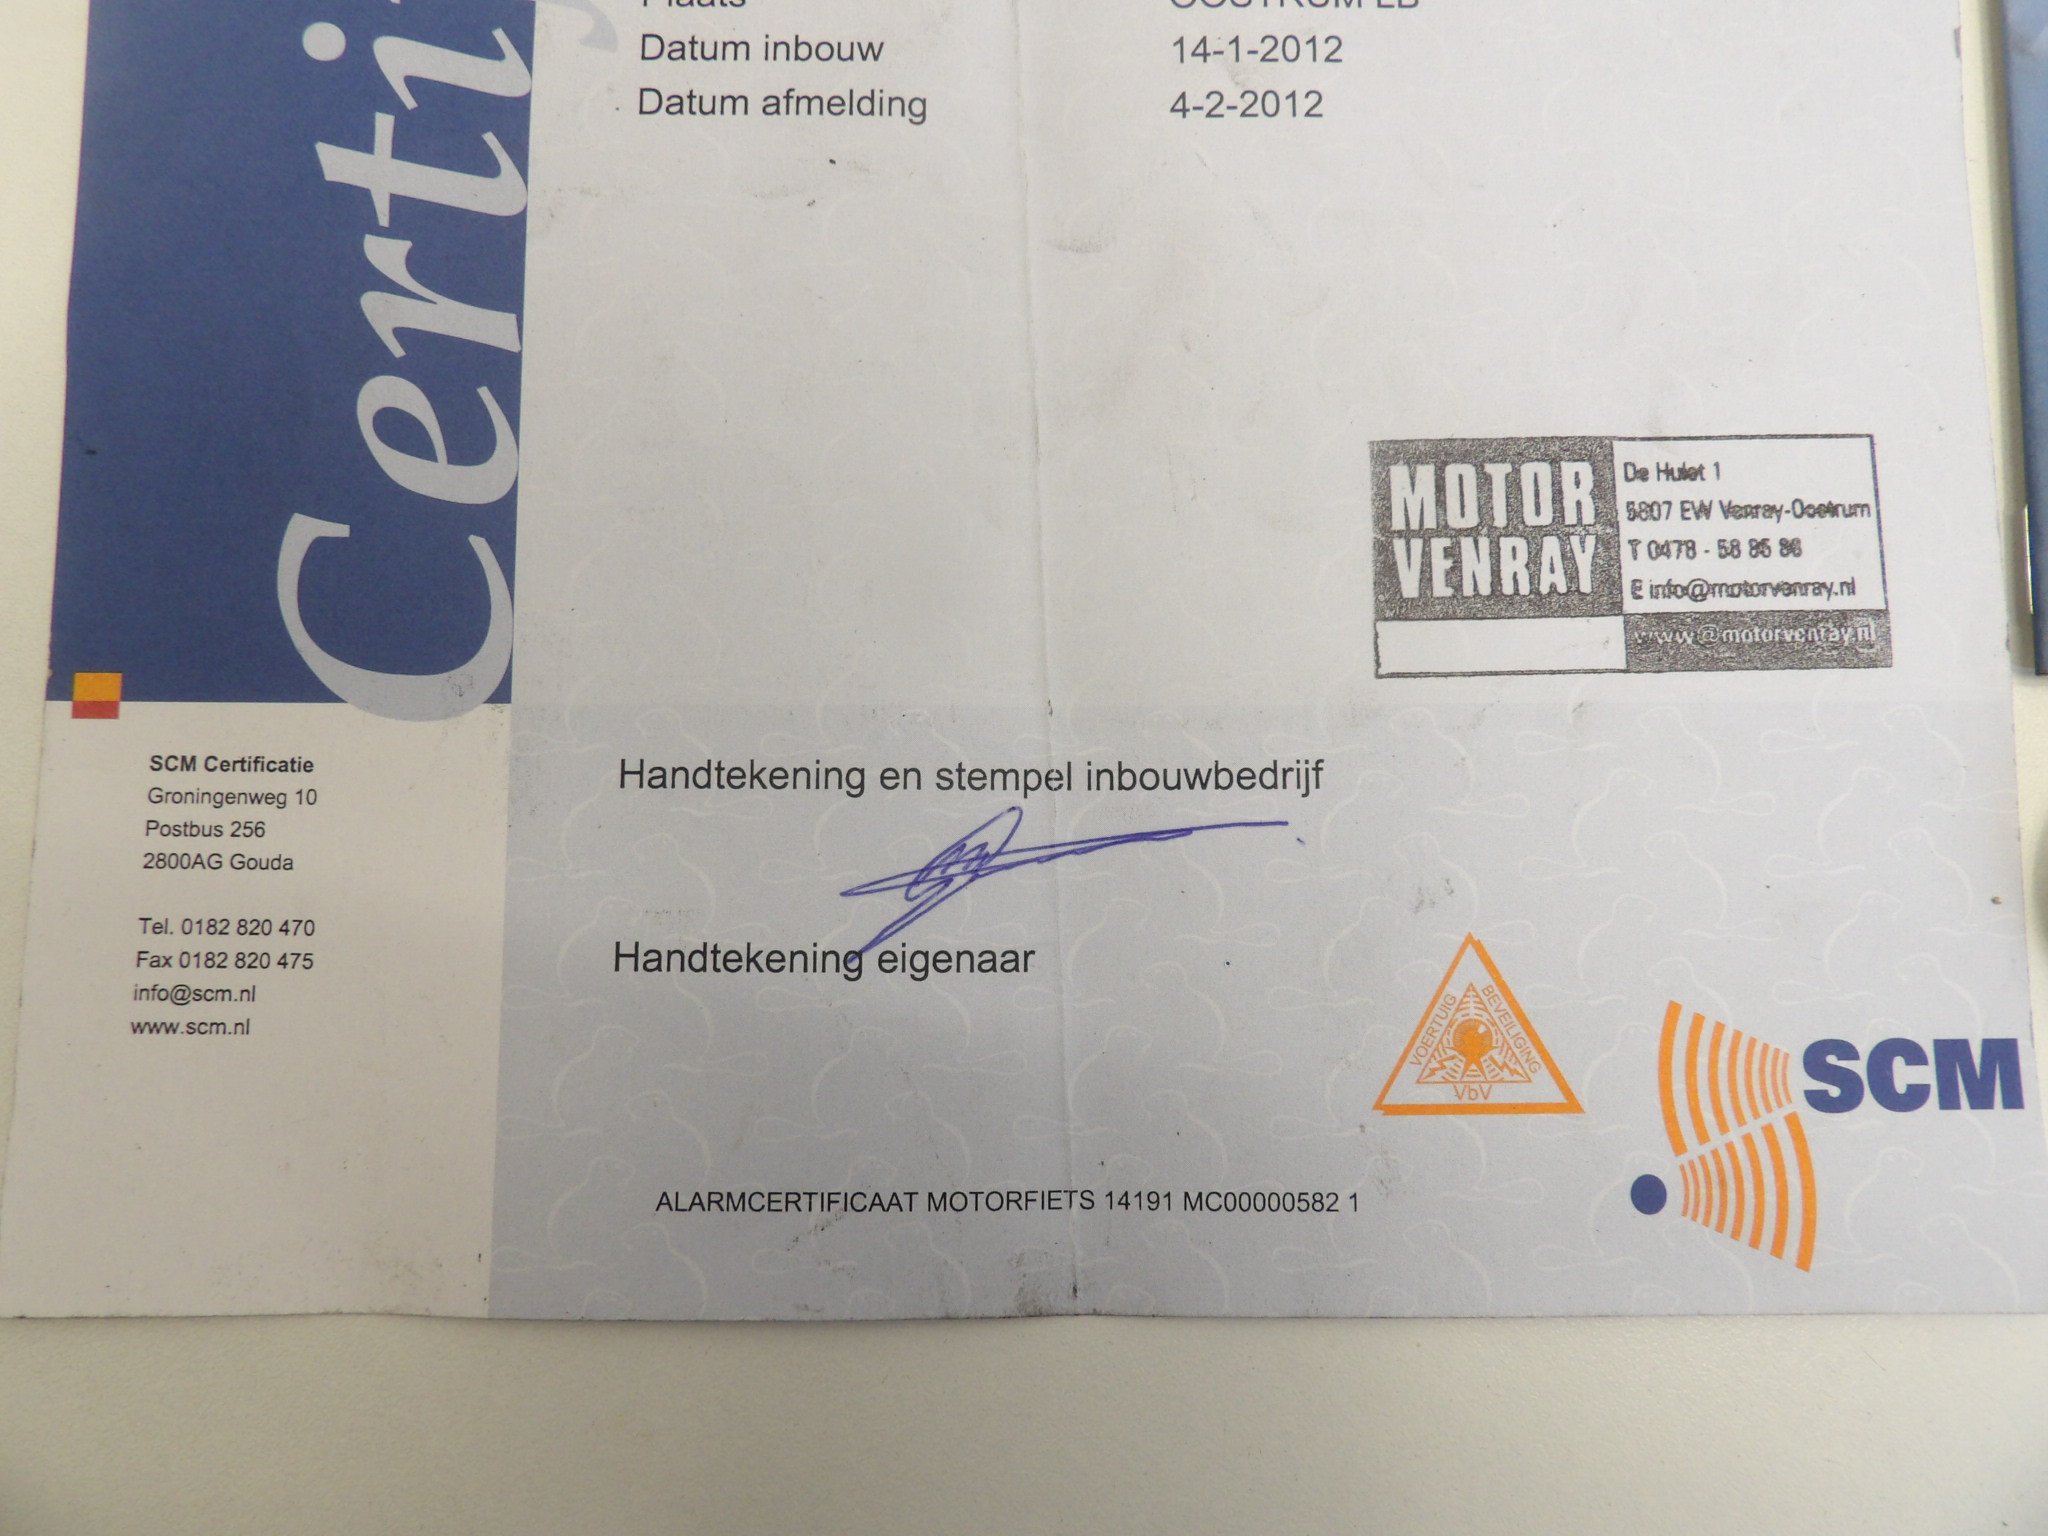 Plaats OOSTRUM LB
Datum inbouw 14-1-2012
Datum afmelding 4-2-2012
Certi
MOTOR
VENRAY
De Hulst 1
5807 EW Venray-Oostrum
T 0478 - 58 85 86
E info@motorvenray.nl
www@motorvenray.nl
SCM Certificatie
Groningenweg 10
Postbus 256
2800AG Gouda
Tel. 0182 820 470
Fax 0182 820 475
info@scm.nl
www.scm.nl
Handtekening en stempel inbouwbedrijf
Handtekening eigenaar
VOERTUIG BEVEILIGING
VbV
SCM
ALARMCERTIFICAAT MOTORFIETS 14191 MC00000582 1